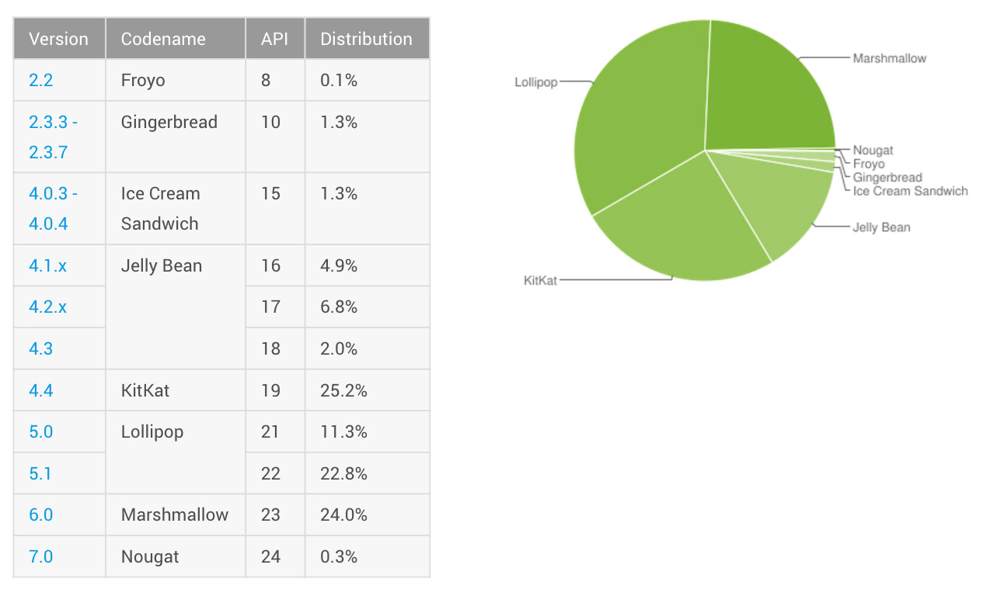 Version Codename API Distribution
2.2 Froyo 8 0.1%
2.3.3 - Gingerbread 10 1.3%
2.3.7
4.0.3 - Ice Cream 15 1.3%
4.0.4 Sandwich
4.1.x Jelly Bean 16 4.9%
4.2.x 17 6.8%
4.3 18 2.0%
4.4 KitKat 19 25.2%
5.0 Lollipop 21 11.3%
5.1 22 22.8%
6.0 Marshmallow 23 24.0%
7.0 Nougat 24 0.3%
Marshmallow
Lollipop
Nougat
Froyo
Gingerbread
Ice Cream Sandwich
Jelly Bean
KitKat